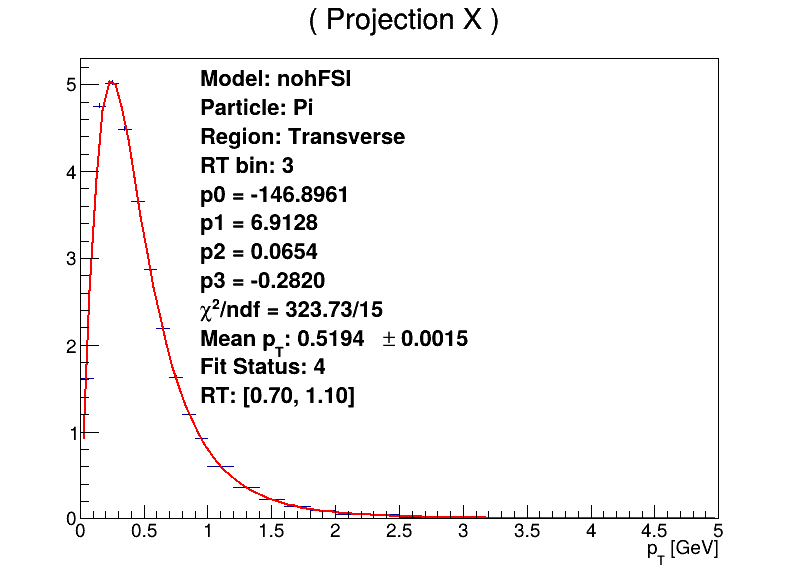 ( Projection X )
Model: nohFSI
Particle: Pi
Region: Transverse
RT bin: 3
p0 = -146.8961
p1 = 6.9128
p2 = 0.0654
p3 = -0.2820
χ²/ndf = 323.73/15
Mean p_T: 0.5194 ± 0.0015
Fit Status: 4
RT: [0.70, 1.10]
5
4
3
2
1
0
0 0.5 1 1.5 2 2.5 3 3.5 4 4.5 5
p_T [GeV]